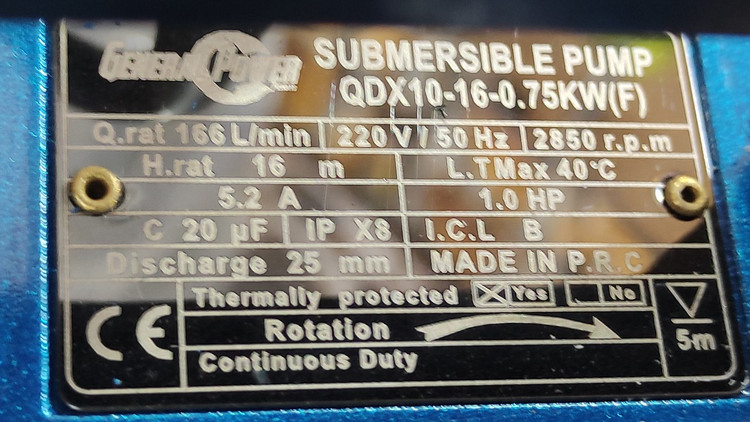 GENERAL POWER
SUBMERSIBLE PUMP
QDX10-16-0.75KW(F)
Q.rat 166 L/min 220 V / 50 Hz 2850 r.p.m
H.rat 16 m L.TMax 40°C
5.2 A 1.0 HP
C 20 µF IP X8 I.C.L B
Discharge 25 mm MADE IN P.R.C
Thermally protected Yes No
CE Rotation 5m
Continuous Duty